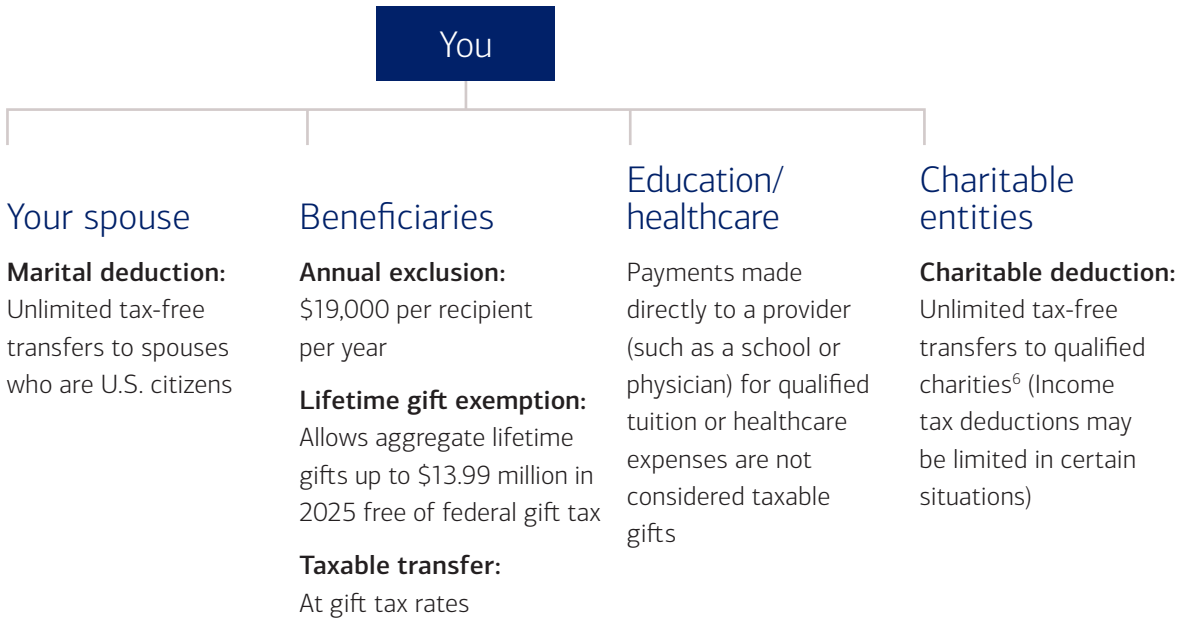 You
Your spouse
Marital deduction:
Unlimited tax-free
transfers to spouses
who are U.S. citizens
Beneficiaries
Annual exclusion:
$19,000 per recipient
per year
Lifetime gift exemption:
Allows aggregate lifetime
gifts up to $13.99 million in
2025 free of federal gift tax
Taxable transfer:
At gift tax rates
Education/
healthcare
Payments made
directly to a provider
(such as a school or
physician) for qualified
tuition or healthcare
expenses are not
considered taxable
gifts
Charitable
entities
Charitable deduction:
Unlimited tax-free
transfers to qualified
charities⁶ (Income
tax deductions may
be limited in certain
situations)